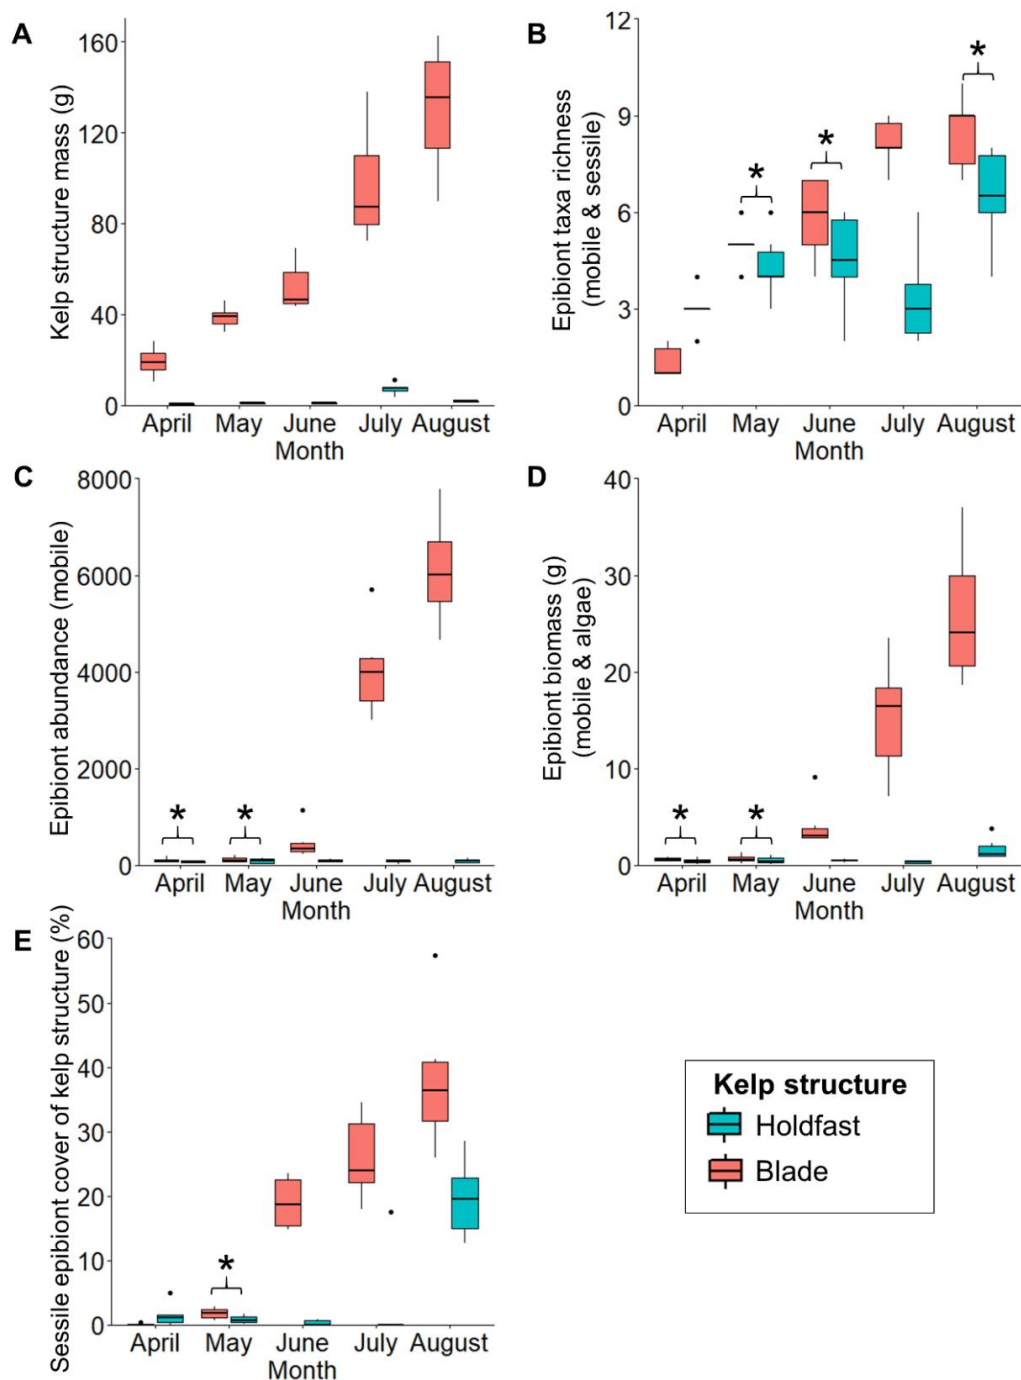 A
Kelp structure mass (g)
160
120
80
40
0
April May June July August
Month
B
Epibiont taxa richness
(mobile & sessile)
12
9
6
3
0
* * *
April May June July August
Month
C
Epibiont abundance (mobile)
8000
6000
4000
2000
0
* *
April May June July August
Month
D
Epibiont biomass (g)
(mobile & algae)
40
30
20
10
0
* *
April May June July August
Month
E
Sessile epibiont cover of kelp structure (%)
60
50
40
30
20
10
0
*
April May June July August
Month
Kelp structure
Holdfast
Blade